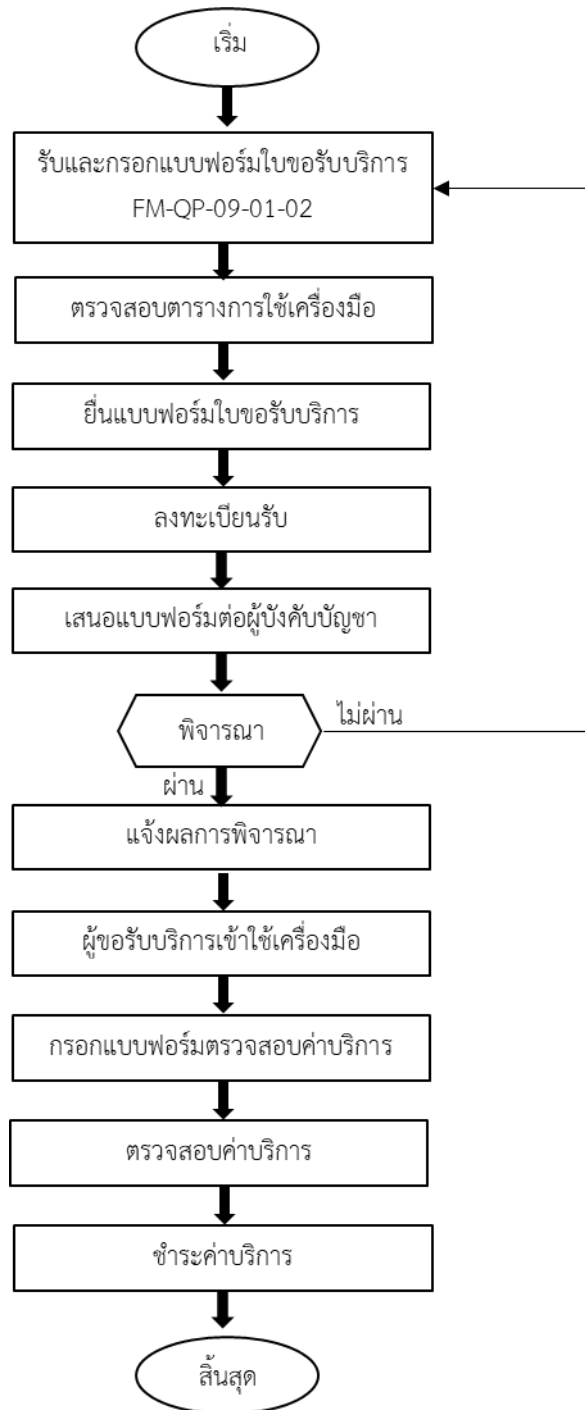 เริ่ม
รับและกรอกแบบฟอร์มใบขอรับบริการ
FM-QP-09-01-02
ตรวจสอบตารางการใช้เครื่องมือ
ยื่นแบบฟอร์มใบขอรับบริการ
ลงทะเบียนรับ
เสนอแบบฟอร์มต่อผู้บังคับบัญชา
พิจารณา
ไม่ผ่าน
ผ่าน
แจ้งผลการพิจารณา
ผู้ขอรับบริการเข้าใช้เครื่องมือ
กรอกแบบฟอร์มตรวจสอบค่าบริการ
ตรวจสอบค่าบริการ
ชำระค่าบริการ
สิ้นสุด